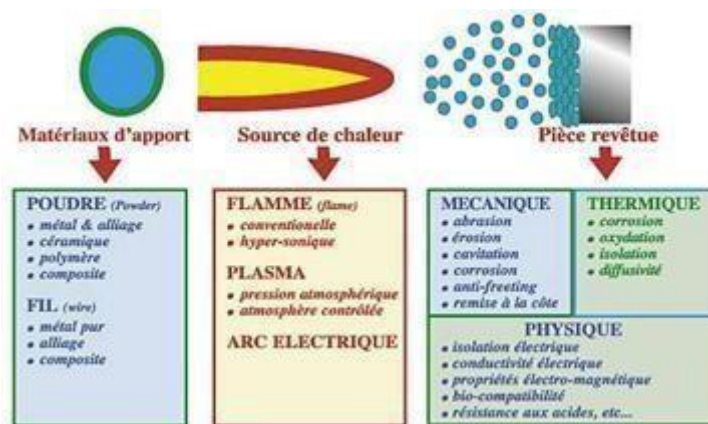 Matériaux d'apport
Source de chaleur
Pièce revêtue
POUDRE (Powder)
• métal & alliage
• céramique
• polymère
• composite
FIL (wire)
• métal pur
• alliage
• composite
FLAMME (flame)
• conventionelle
• hyper-sonique
PLASMA
• pression atmosphérique
• atmosphère contrôlée
ARC ELECTRIQUE
MECANIQUE
• abrasion
• érosion
• cavitation
• corrosion
• anti-freeting
• remise à la côte
THERMIQUE
• corrosion
• oxydation
• isolation
• diffusivité
PHYSIQUE
• isolation électrique
• conductivité électrique
• propriétés électro-magnétique
• bio-compatibilité
• résistance aux acides, etc...